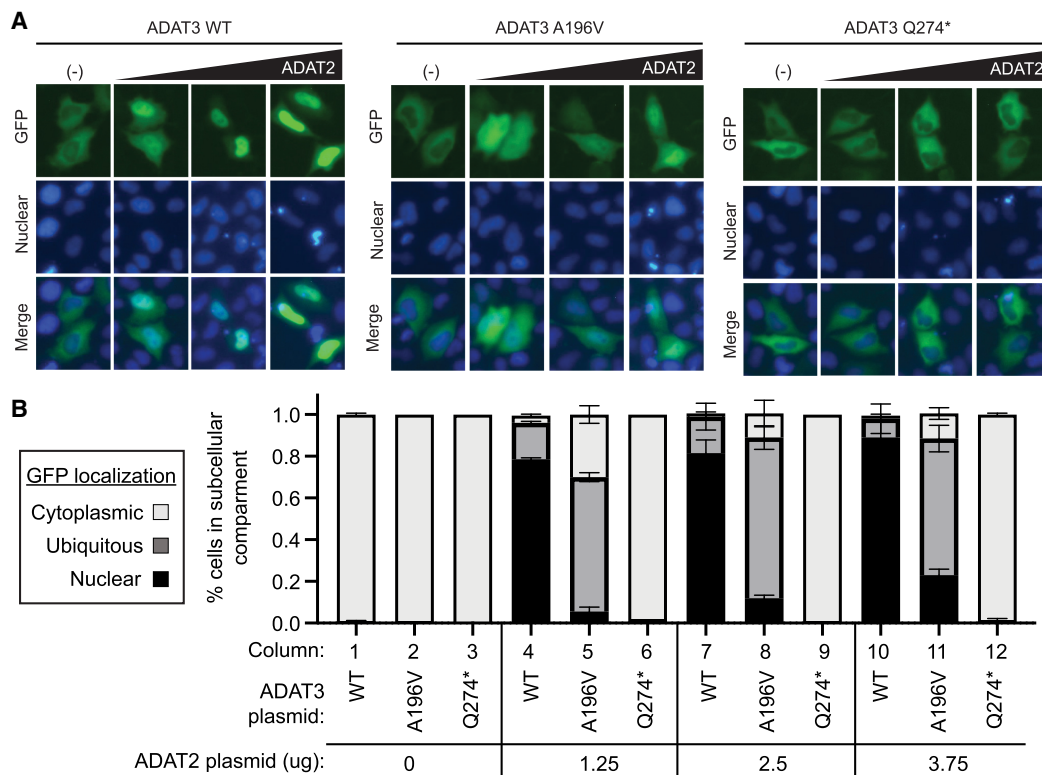 A
ADAT3 WT
ADAT3 A196V
ADAT3 Q274*
(-) ADAT2
(-) ADAT2
(-) ADAT2
GFP
GFP
GFP
Nuclear
Nuclear
Nuclear
Merge
Merge
Merge
B
GFP localization
Cytoplasmic
Ubiquitous
Nuclear
% cells in subcellular
comparment
1.0
0.8
0.6
0.4
0.2
0.0
Column: 1 2 3 4 5 6 7 8 9 10 11 12
ADAT3
plasmid:
WT A196V Q274* WT A196V Q274* WT A196V Q274* WT A196V Q274*
ADAT2 plasmid (ug): 0 1.25 2.5 3.75